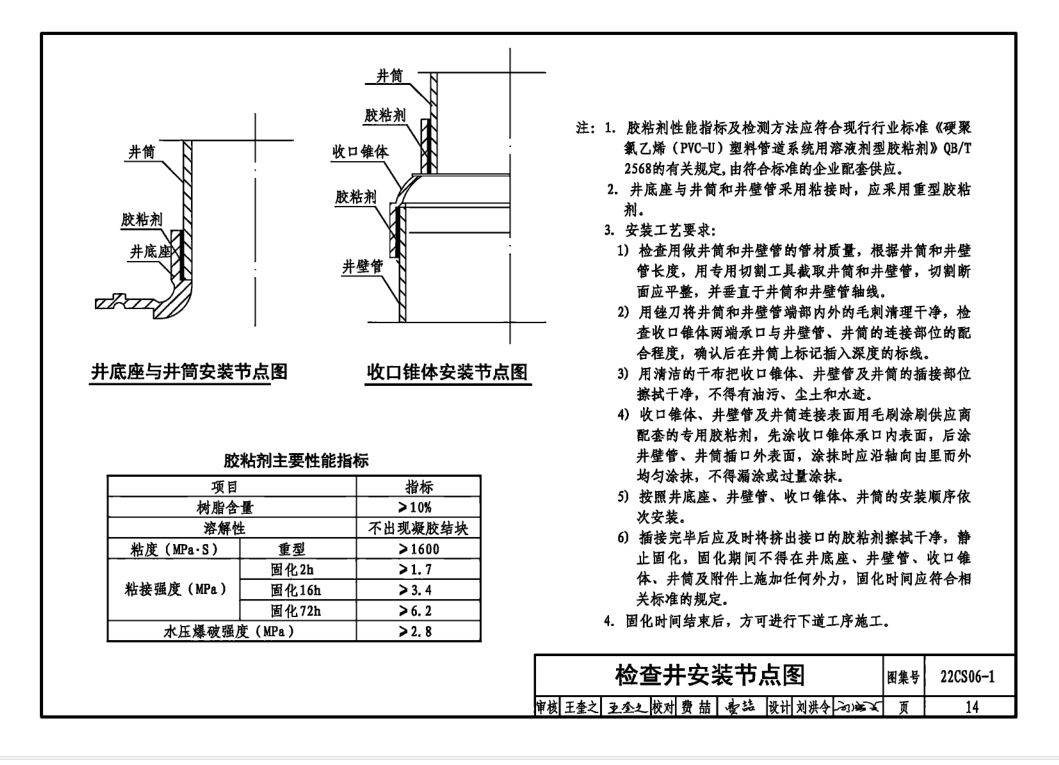 井筒
胶粘剂
井底座
井底座与井筒安装节点图
井筒
胶粘剂
收口锥体
胶粘剂
井壁管
收口锥体安装节点图
胶粘剂主要性能指标
项目 指标
树脂含量 ≥10%
溶解性 不出现凝胶结块
粘度（MPa·S） 重型 ≥1600
粘接强度（MPa） 固化2h ≥1.7
固化16h ≥3.4
固化72h ≥6.2
水压爆破强度（MPa） ≥2.8
注：1. 胶粘剂性能指标及检测方法应符合现行行业标准《硬聚
氯乙烯（PVC-U）塑料管道系统用溶液剂型胶粘剂》QB/T
2568的有关规定,由符合标准的企业配套供应。
2. 井底座与井筒和井壁管采用粘接时，应采用重型胶粘
剂。
3. 安装工艺要求：
1) 检查用做井筒和井壁管的管材质量，根据井筒和井壁
管长度，用专用切割工具截取井筒和井壁管，切割断
面应平整，并垂直于井筒和井壁管轴线。
2) 用锉刀将井筒和井壁管端部内外的毛刺清理干净，检
查收口锥体两端承口与井壁管、井筒的连接部位的配
合程度，确认后在井筒上标记插入深度的标线。
3) 用清洁的干布把收口锥体、井壁管及井筒的插接部位
擦拭干净，不得有油污、尘土和水迹。
4) 收口锥体、井壁管及井筒连接表面用毛刷涂刷供应商
配套的专用胶粘剂，先涂收口锥体承口内表面，后涂
井壁管、井筒插口外表面，涂抹时应沿轴向由里而外
均匀涂抹，不得漏涂或过量涂抹。
5) 按照井底座、井壁管、收口锥体、井筒的安装顺序依
次安装。
6) 插接完毕后应及时将挤出接口的胶粘剂擦拭干净，静
止固化，固化期间不得在井底座、井壁管、收口锥
体、井筒及附件上施加任何外力，固化时间应符合相
关标准的规定。
4. 固化时间结束后，方可进行下道工序施工。
检查井安装节点图 图集号 22CS06-1
审核 王奎之 校对 费喆 设计 刘洪令 页 14